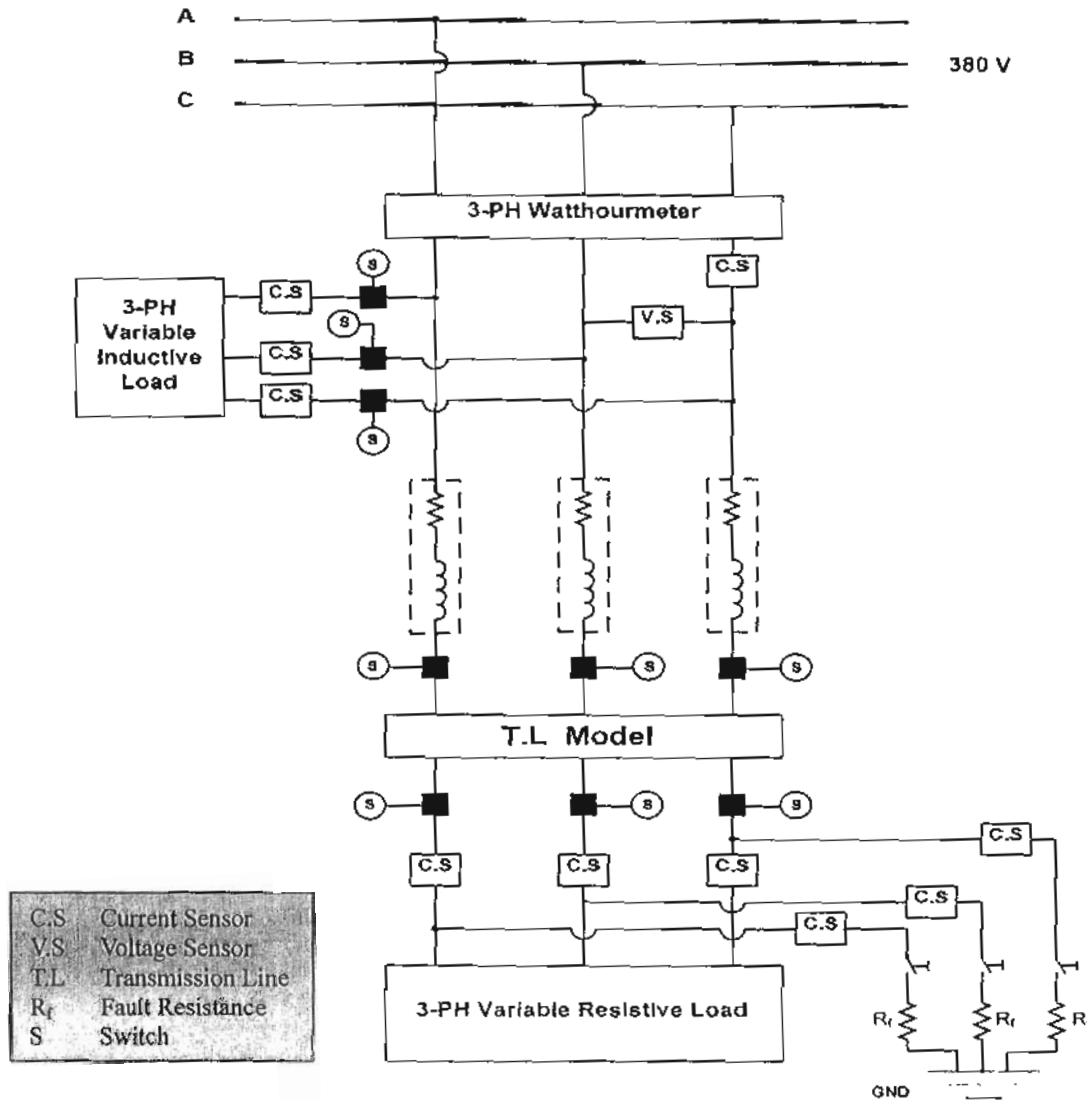 A
B
380 V
C
3-PH Watthourmeter
C.S
S
3-PH
Variable
Inductive
Load
C.S
S
V.S
C.S
C.S
S
S
S
S
T.L Model
S
S
S
C.S
C.S
C.S
C.S
C.S
C.S
C.S Current Sensor
V.S Voltage Sensor
T.L Transmission Line
Rf Fault Resistance
S Switch
3-PH Variable Resistive Load
Rf
Rf
R
GND